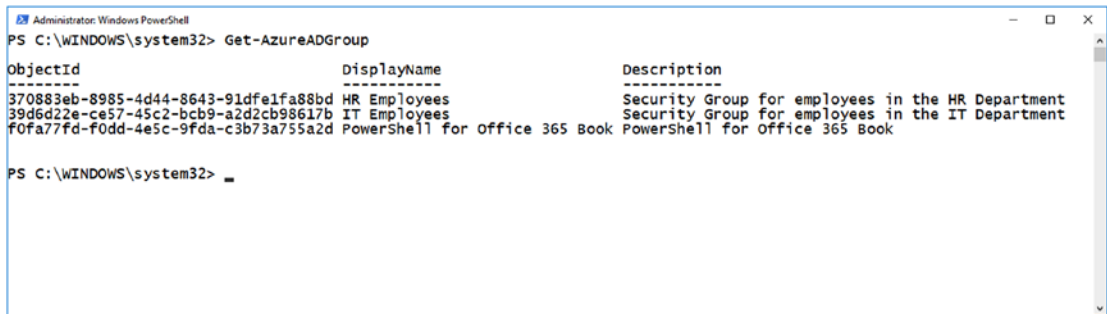 Administrator: Windows PowerShell
PS C:\WINDOWS\system32> Get-AzureADGroup
ObjectId DisplayName Description
-------- ----------- -----------
370883eb-8985-4d44-8643-91dfe1fa88bd HR Employees Security Group for employees in the HR Department
39d6d22e-ce57-45c2-bcb9-a2d2cb98617b IT Employees Security Group for employees in the IT Department
f0fa77fd-f0dd-4e5c-9fda-c3b73a755a2d PowerShell for Office 365 Book PowerShell for Office 365 Book
PS C:\WINDOWS\system32> _